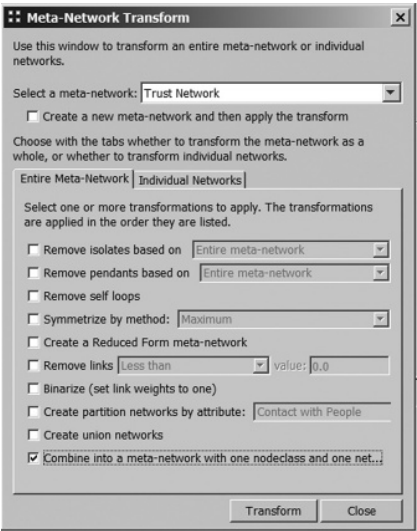 Meta-Network Transform
Use this window to transform an entire meta-network or individual
networks.
Select a meta-network: Trust Network
Create a new meta-network and then apply the transform
Choose with the tabs whether to transform the meta-network as a
whole, or whether to transform individual networks.
Entire Meta-Network Individual Networks
Select one or more transformations to apply. The transformations
are applied in the order they are listed.
Remove isolates based on Entire meta-network
Remove pendants based on Entire meta-network
Remove self loops
Symmetrize by method: Maximum
Create a Reduced Form meta-network
Remove links Less than value: 0.0
Binarize (set link weights to one)
Create partition networks by attribute: Contact with People
Create union networks
Combine into a meta-network with one nodeclass and one net...
Transform Close